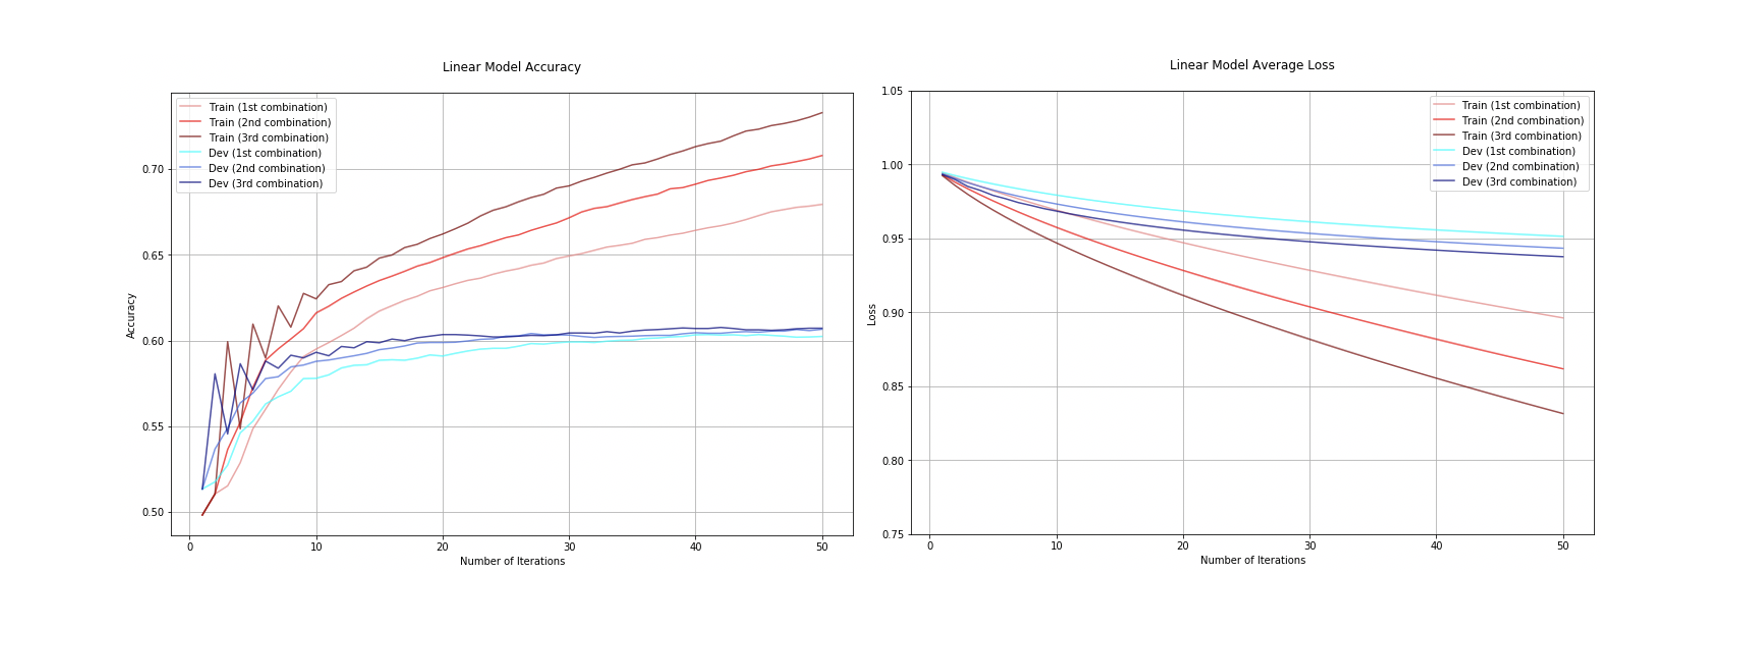 Linear Model Accuracy
Train (1st combination)
Train (2nd combination)
Train (3rd combination)
Dev (1st combination)
Dev (2nd combination)
Dev (3rd combination)
0.70
0.65
0.60
0.55
0.50
Accuracy
0 10 20 30 40 50
Number of Iterations
Linear Model Average Loss
Train (1st combination)
Train (2nd combination)
Train (3rd combination)
Dev (1st combination)
Dev (2nd combination)
Dev (3rd combination)
1.05
1.00
0.95
0.90
0.85
0.80
0.75
Loss
0 10 20 30 40 50
Number of Iterations